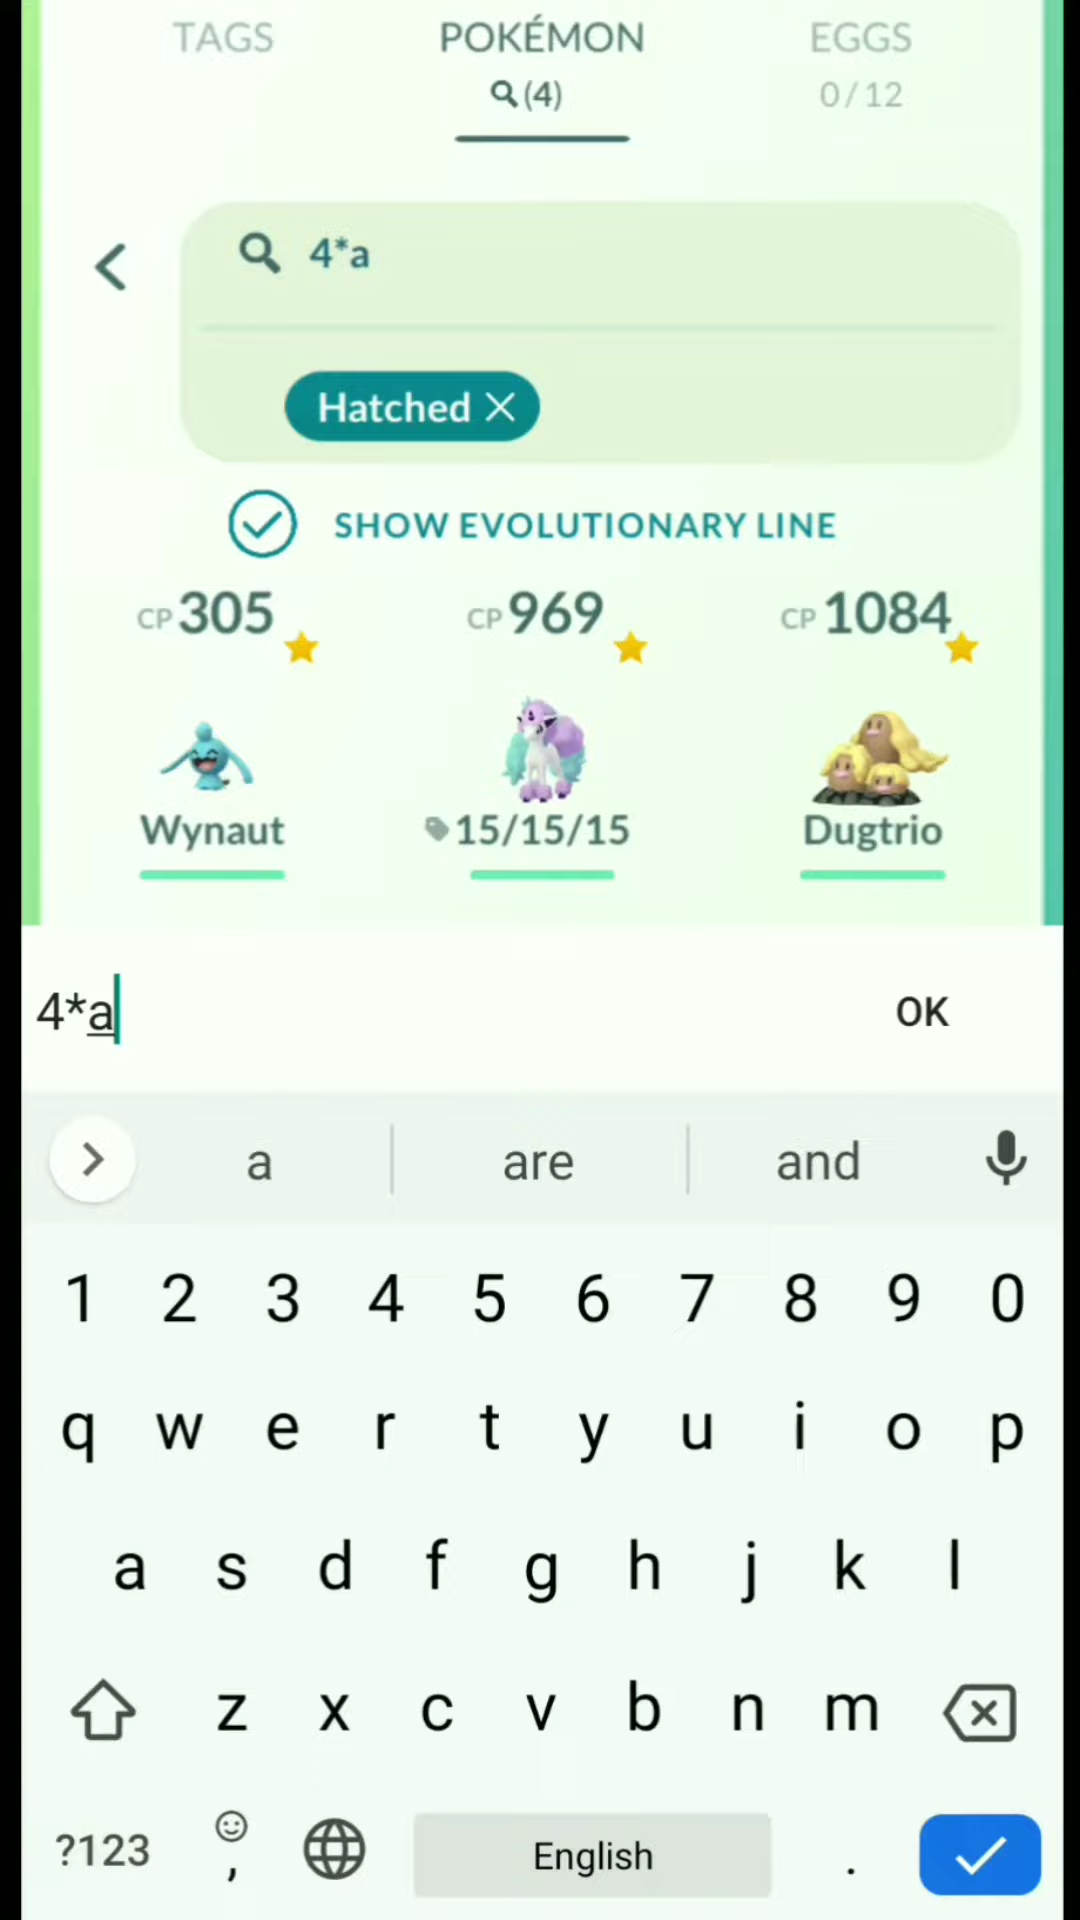 TAGS POKÉMON EGGS
(4) 0/12
4*a
Hatched ×
SHOW EVOLUTIONARY LINE
CP 305 CP 969 CP 1084
Wynaut 15/15/15 Dugtrio
4*a OK
a are and
1 2 3 4 5 6 7 8 9 0
q w e r t y u i o p
a s d f g h j k l
z x c v b n m
?123 , English .